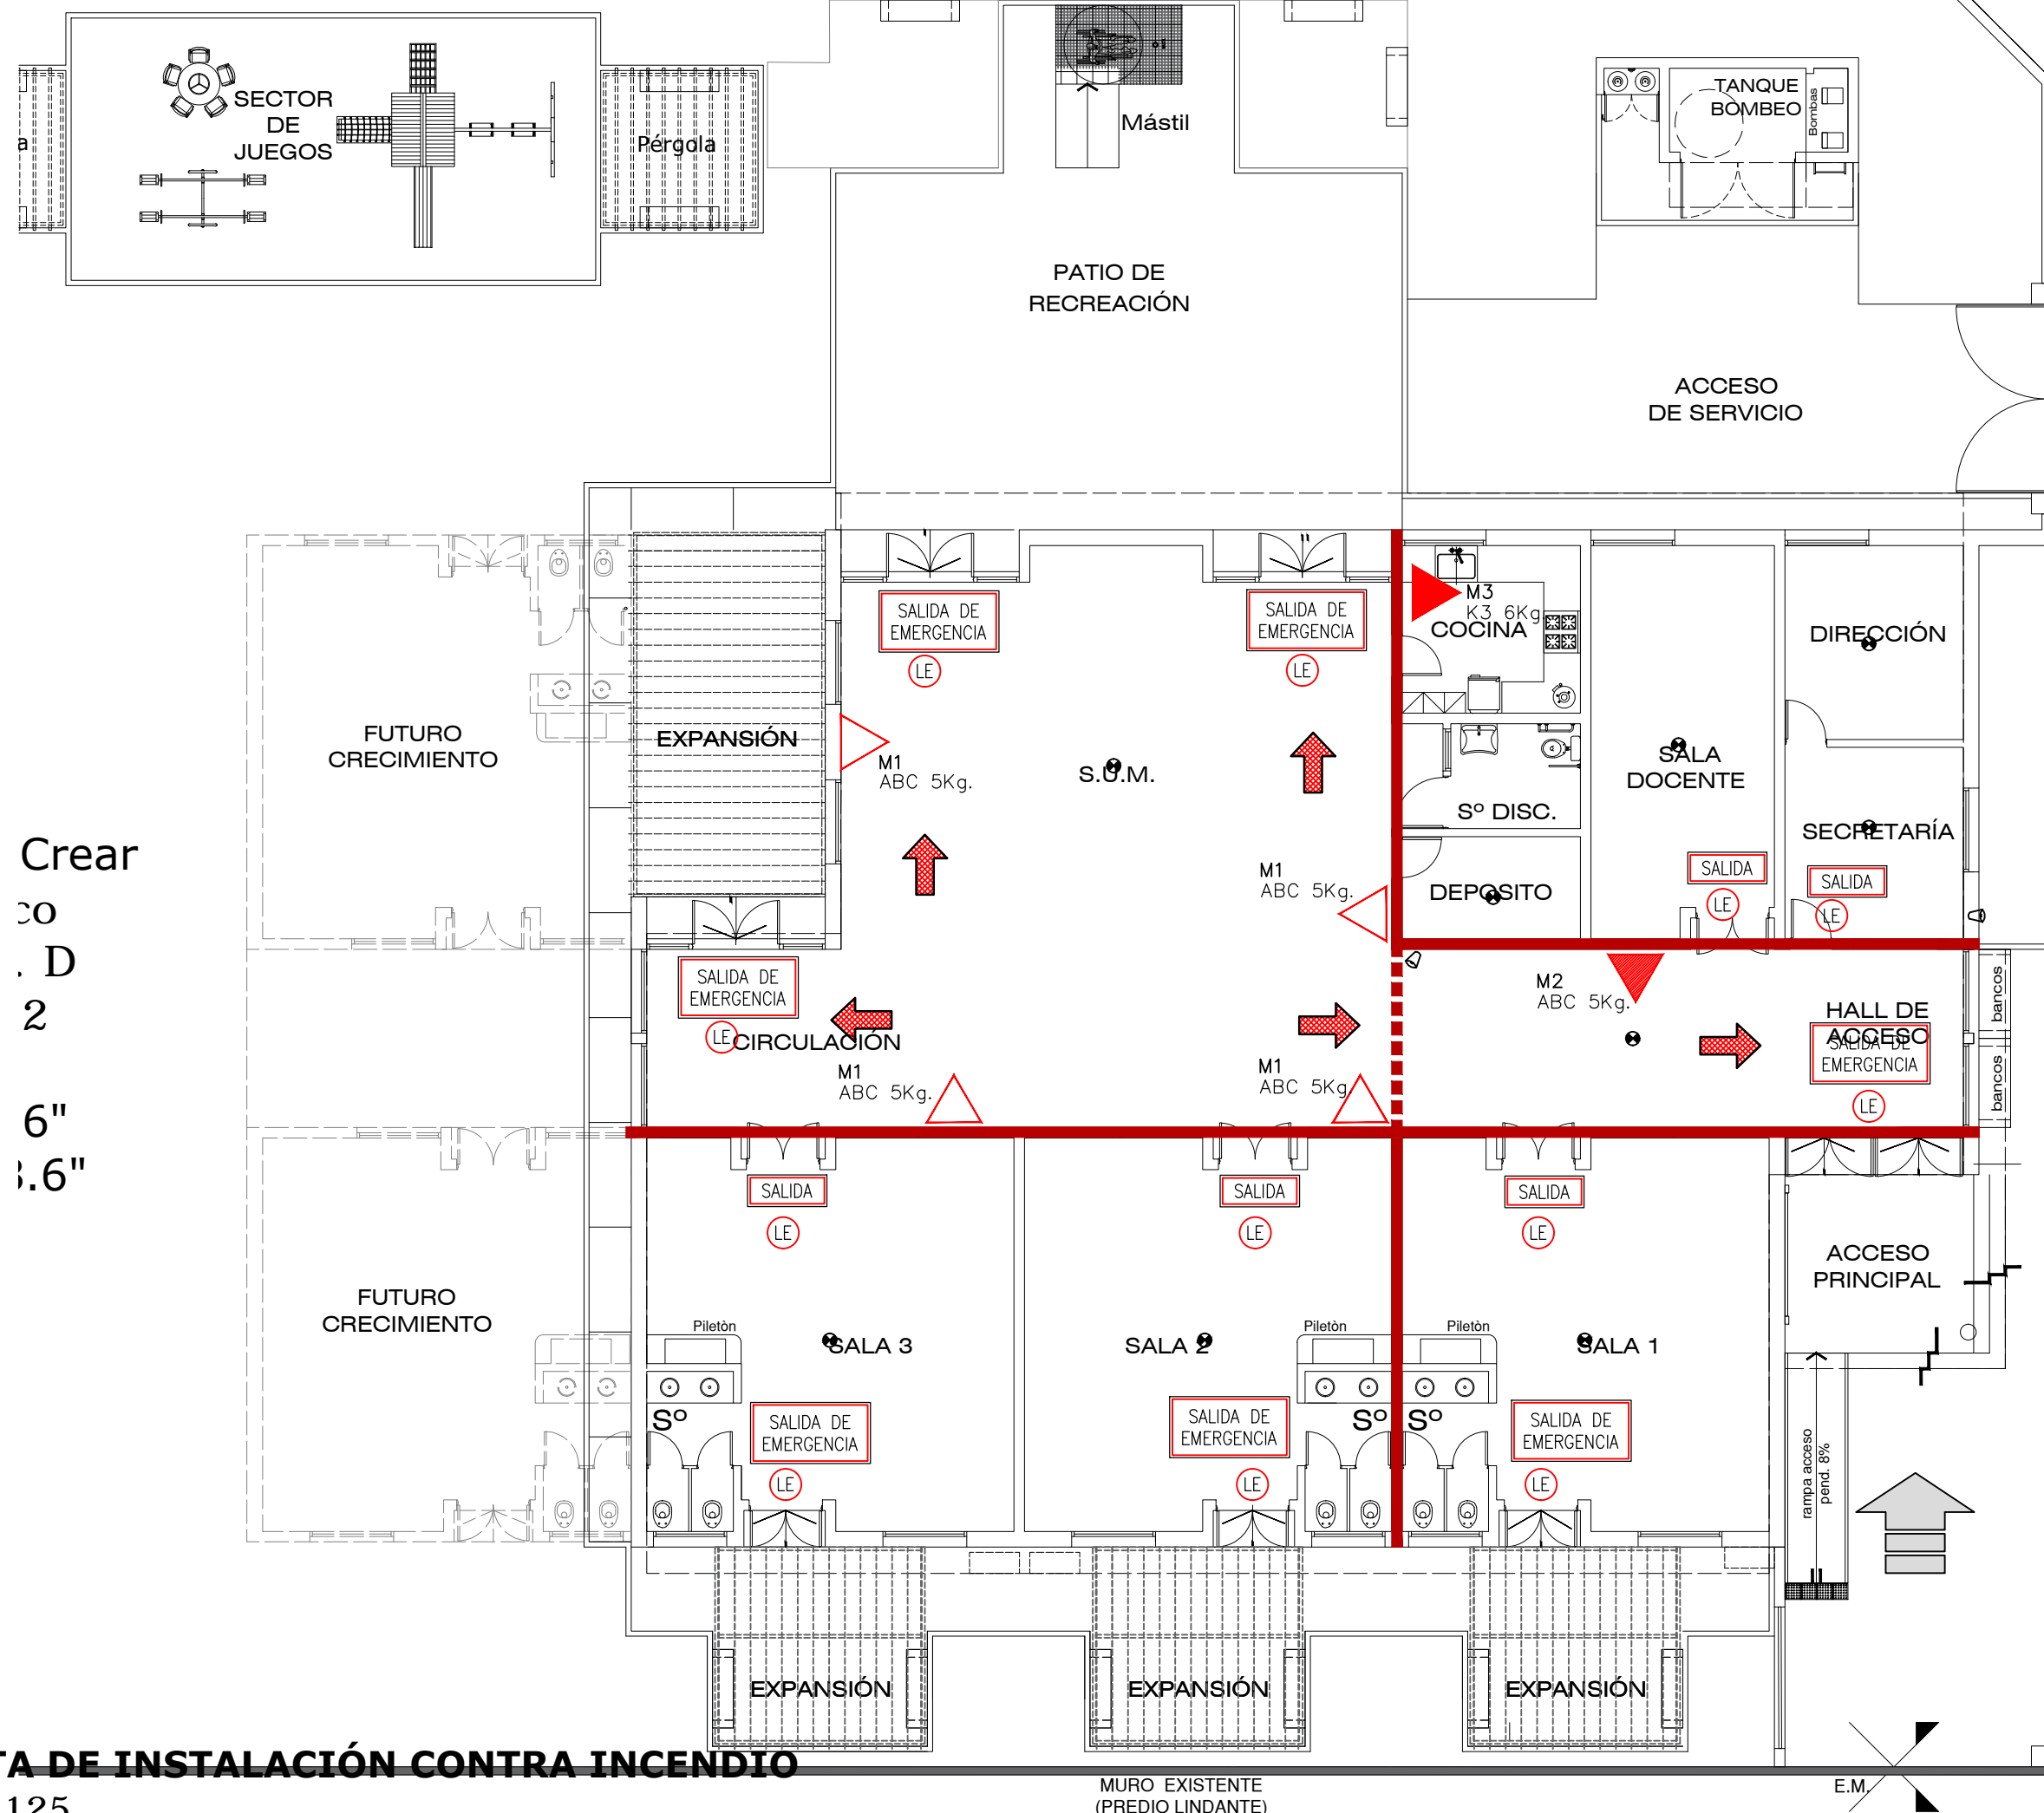 SECTOR
DE
JUEGOS
Pérgola
a
Mástil
TANQUE
BOMBEO
Bombas
PATIO DE
RECREACIÓN
ACCESO
DE SERVICIO
SALIDA DE
EMERGENCIA
LE
SALIDA DE
EMERGENCIA
LE
M3
K3 6Kg.
COCINA
DIRECCIÓN
FUTURO
CRECIMIENTO
EXPANSIÓN
M1
ABC 5Kg.
S.U.M.
SALA
DOCENTE
Sº DISC.
SECRETARÍA
M1
ABC 5Kg.
DEPOSITO
SALIDA
LE
SALIDA
LE
Crear
co
. D
2
6"
3.6"
SALIDA DE
EMERGENCIA
LE
CIRCULACIÓN
M1
ABC 5Kg.
M1
ABC 5Kg.
M2
ABC 5Kg.
HALL DE
ACCESO
SALIDA DE
EMERGENCIA
LE
bancos
bancos
SALIDA
LE
SALIDA
LE
SALIDA
LE
ACCESO
PRINCIPAL
FUTURO
CRECIMIENTO
Piletòn
SALA 3
SALA 2
Piletòn
Piletòn
SALA 1
Sº
SALIDA DE
EMERGENCIA
LE
SALIDA DE
EMERGENCIA
LE
Sº
Sº
SALIDA DE
EMERGENCIA
LE
rampa acceso
pend. 8%
EXPANSIÓN
EXPANSIÓN
EXPANSIÓN
TA DE INSTALACIÓN CONTRA INCENDIO
125
MURO EXISTENTE
(PREDIO LINDANTE)
E.M.